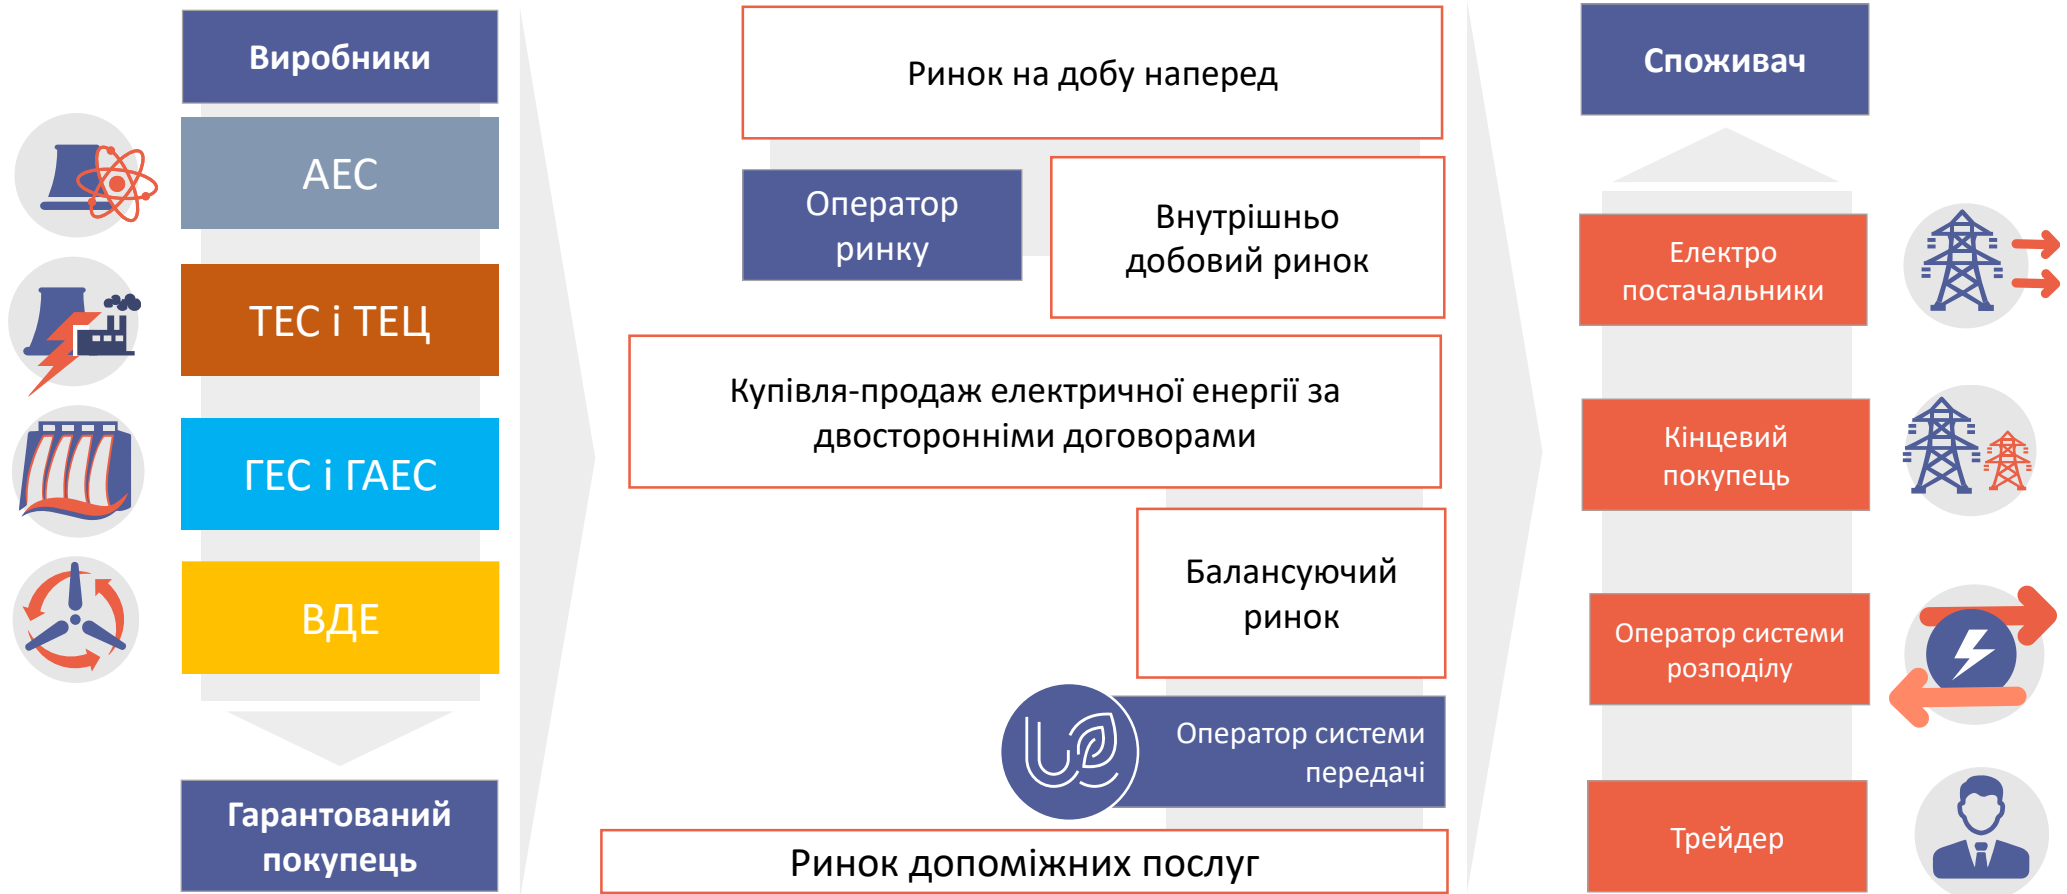 Виробники
АЕС
ТЕС і ТЕЦ
ГЕС і ГАЕС
ВДЕ
Гарантований
покупець
Ринок на добу наперед
Оператор
ринку
Внутрішньо
добовий ринок
Купівля-продаж електричної енергії за
двосторонніми договорами
Балансуючий
ринок
Оператор системи
передачі
Ринок допоміжних послуг
Споживач
Електро
постачальники
Кінцевий
покупець
Оператор системи
розподілу
Трейдер